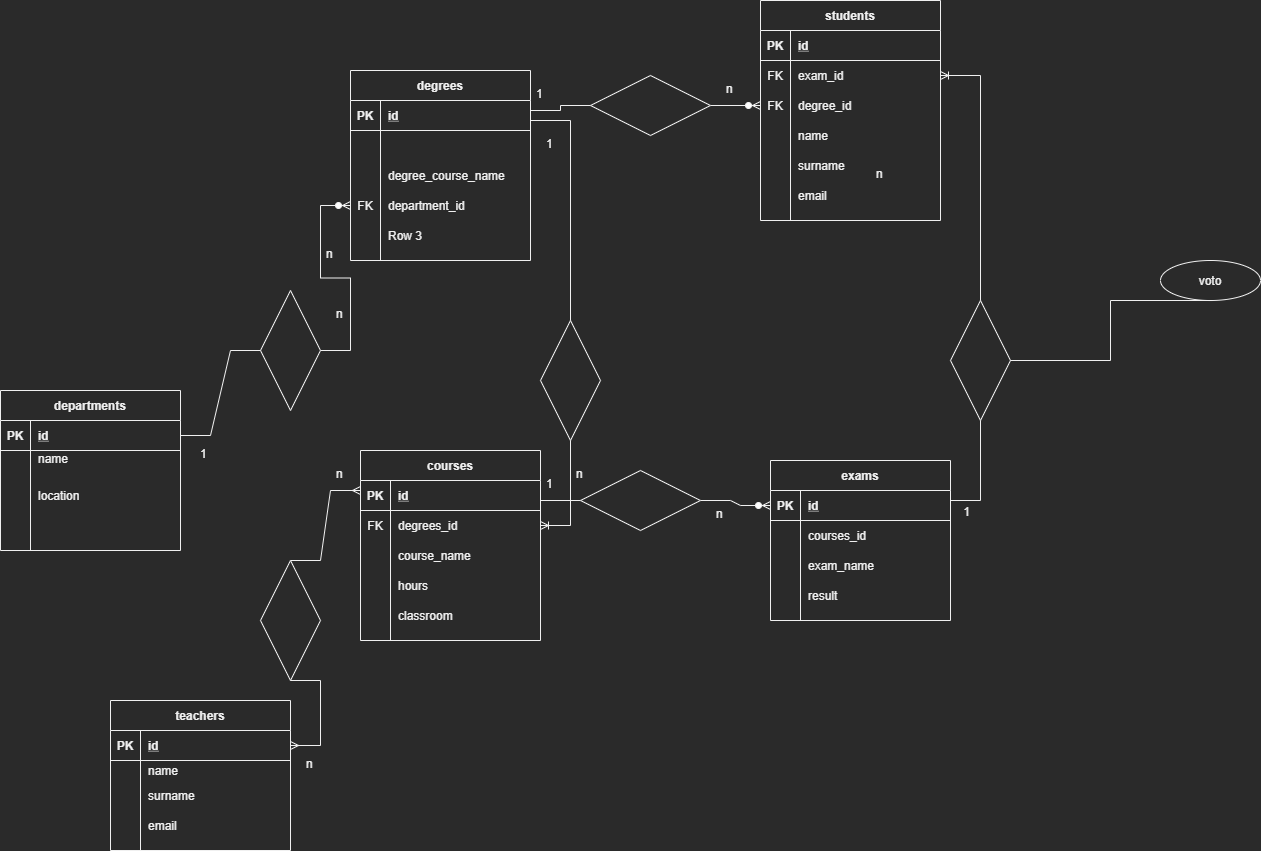 students
PK id
FK exam_id
FK degree_id
name
surname
n
email
degrees
PK id
degree_course_name
FK department_id
Row 3
1
n
1
n
n
voto
departments
PK id
name
location
1
courses
PK id
FK degrees_id
course_name
hours
classroom
n
n
1
n
exams
PK id
courses_id
exam_name
result
1
teachers
PK id
name
surname
email
n